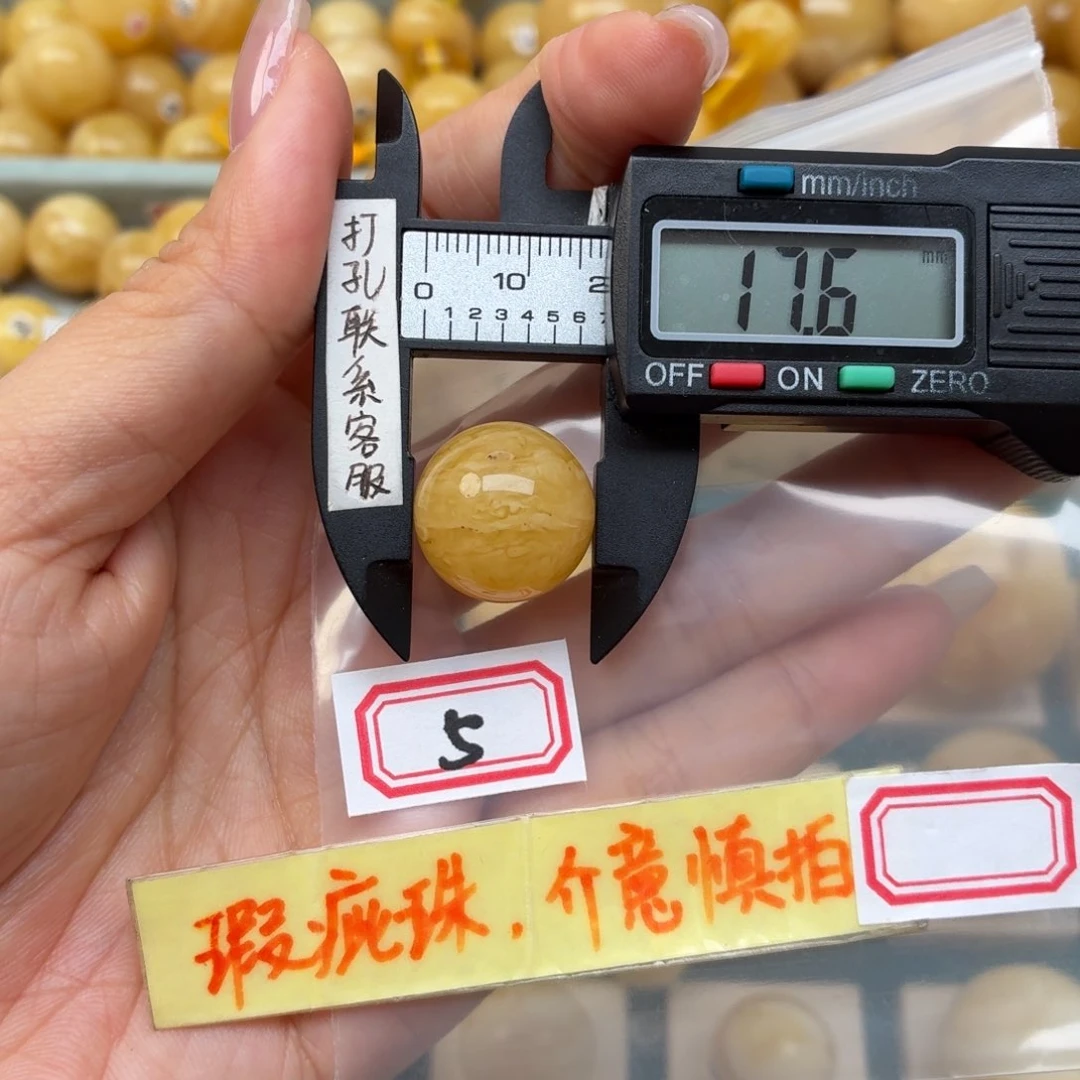 打孔联系客服
mm/inch
17.6 mm
0 10 2
1 2 3 4 5 6 7
OFF ON ZERO
5
瑕疵珠，介意慎拍